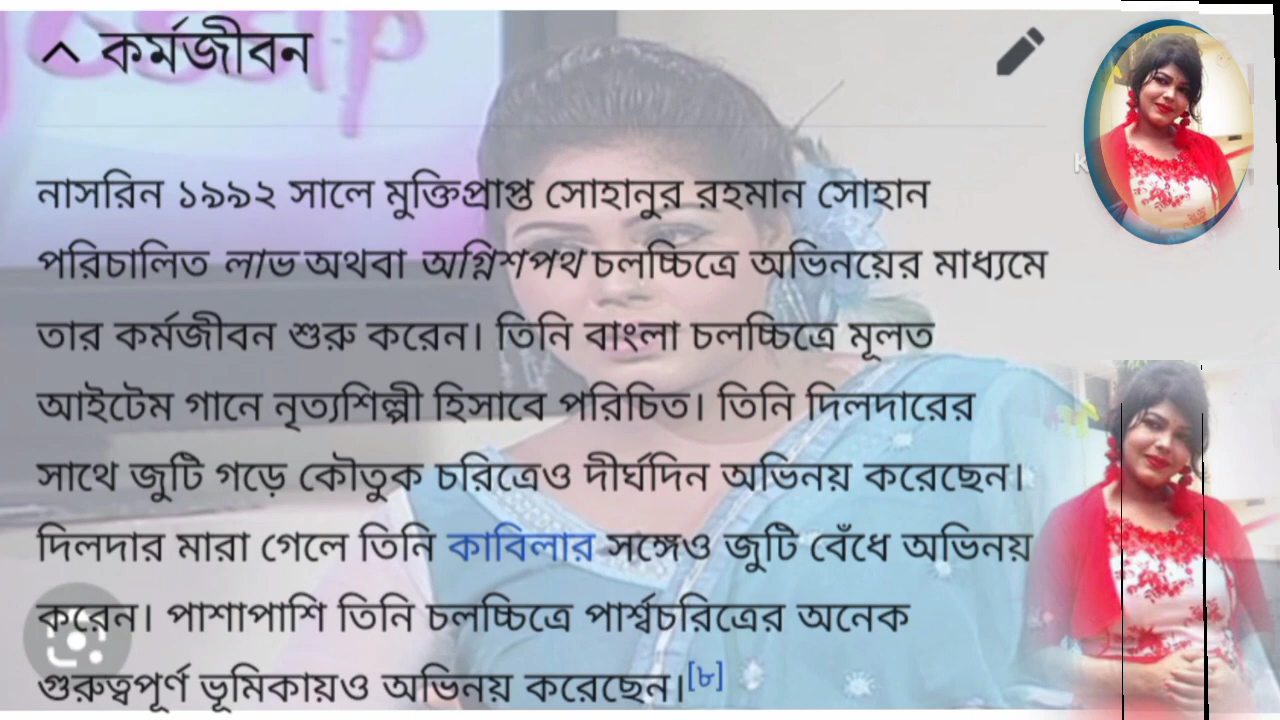 কর্মজীবন
নাসরিন ১৯৯২ সালে মুক্তিপ্রাপ্ত সোহানুর রহমান সোহান
পরিচালিত লাভ অথবা অগ্নিশপথ চলচ্চিত্রে অভিনয়ের মাধ্যমে
তার কর্মজীবন শুরু করেন। তিনি বাংলা চলচ্চিত্রে মূলত
আইটেম গানে নৃত্যশিল্পী হিসাবে পরিচিত। তিনি দিলদারের
সাথে জুটি গড়ে কৌতুক চরিত্রেও দীর্ঘদিন অভিনয় করেছেন।
দিলদার মারা গেলে তিনি কাবিলার সঙ্গেও জুটি বেঁধে অভিনয়
করেন। পাশাপাশি তিনি চলচ্চিত্রে পার্শ্বচরিত্রের অনেক
গুরুত্বপূর্ণ ভূমিকায়ও অভিনয় করেছেন।[৮]